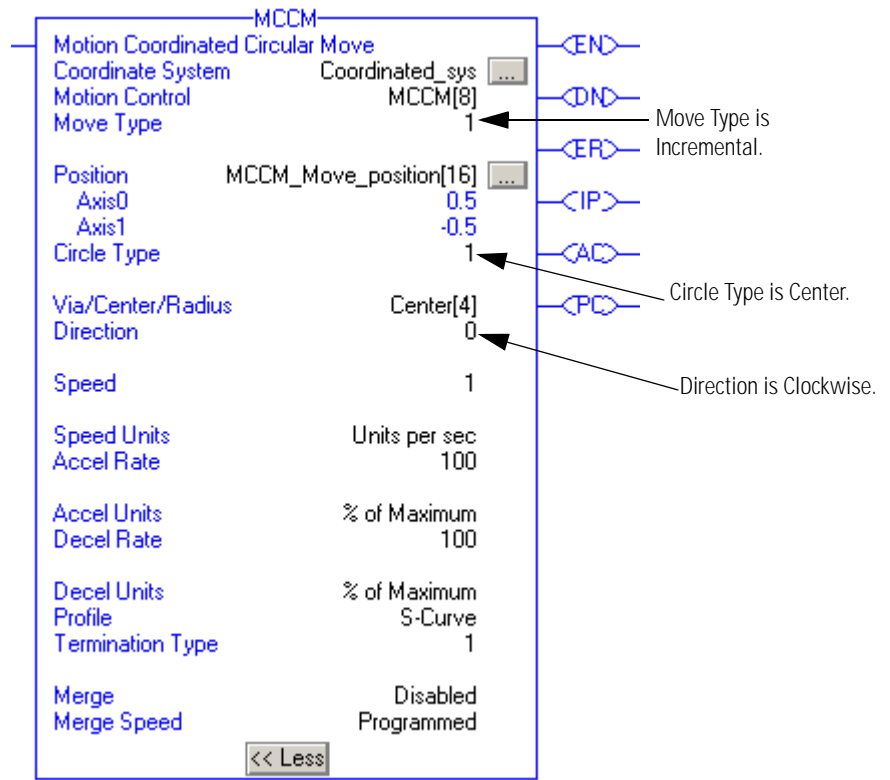 MCCM
Motion Coordinated Circular Move
EN
Coordinate System Coordinated_sys ...
Motion Control MCCM[8]
DN
Move Type 1
Move Type is
Incremental.
ER
Position MCCM_Move_position[16] ...
Axis0 0.5
IP
Axis1 -0.5
Circle Type 1
AC
Circle Type is Center.
Via/Center/Radius Center[4]
PC
Direction 0
Direction is Clockwise.
Speed 1
Speed Units Units per sec
Accel Rate 100
Accel Units % of Maximum
Decel Rate 100
Decel Units % of Maximum
Profile S-Curve
Termination Type 1
Merge Disabled
Merge Speed Programmed
<< Less